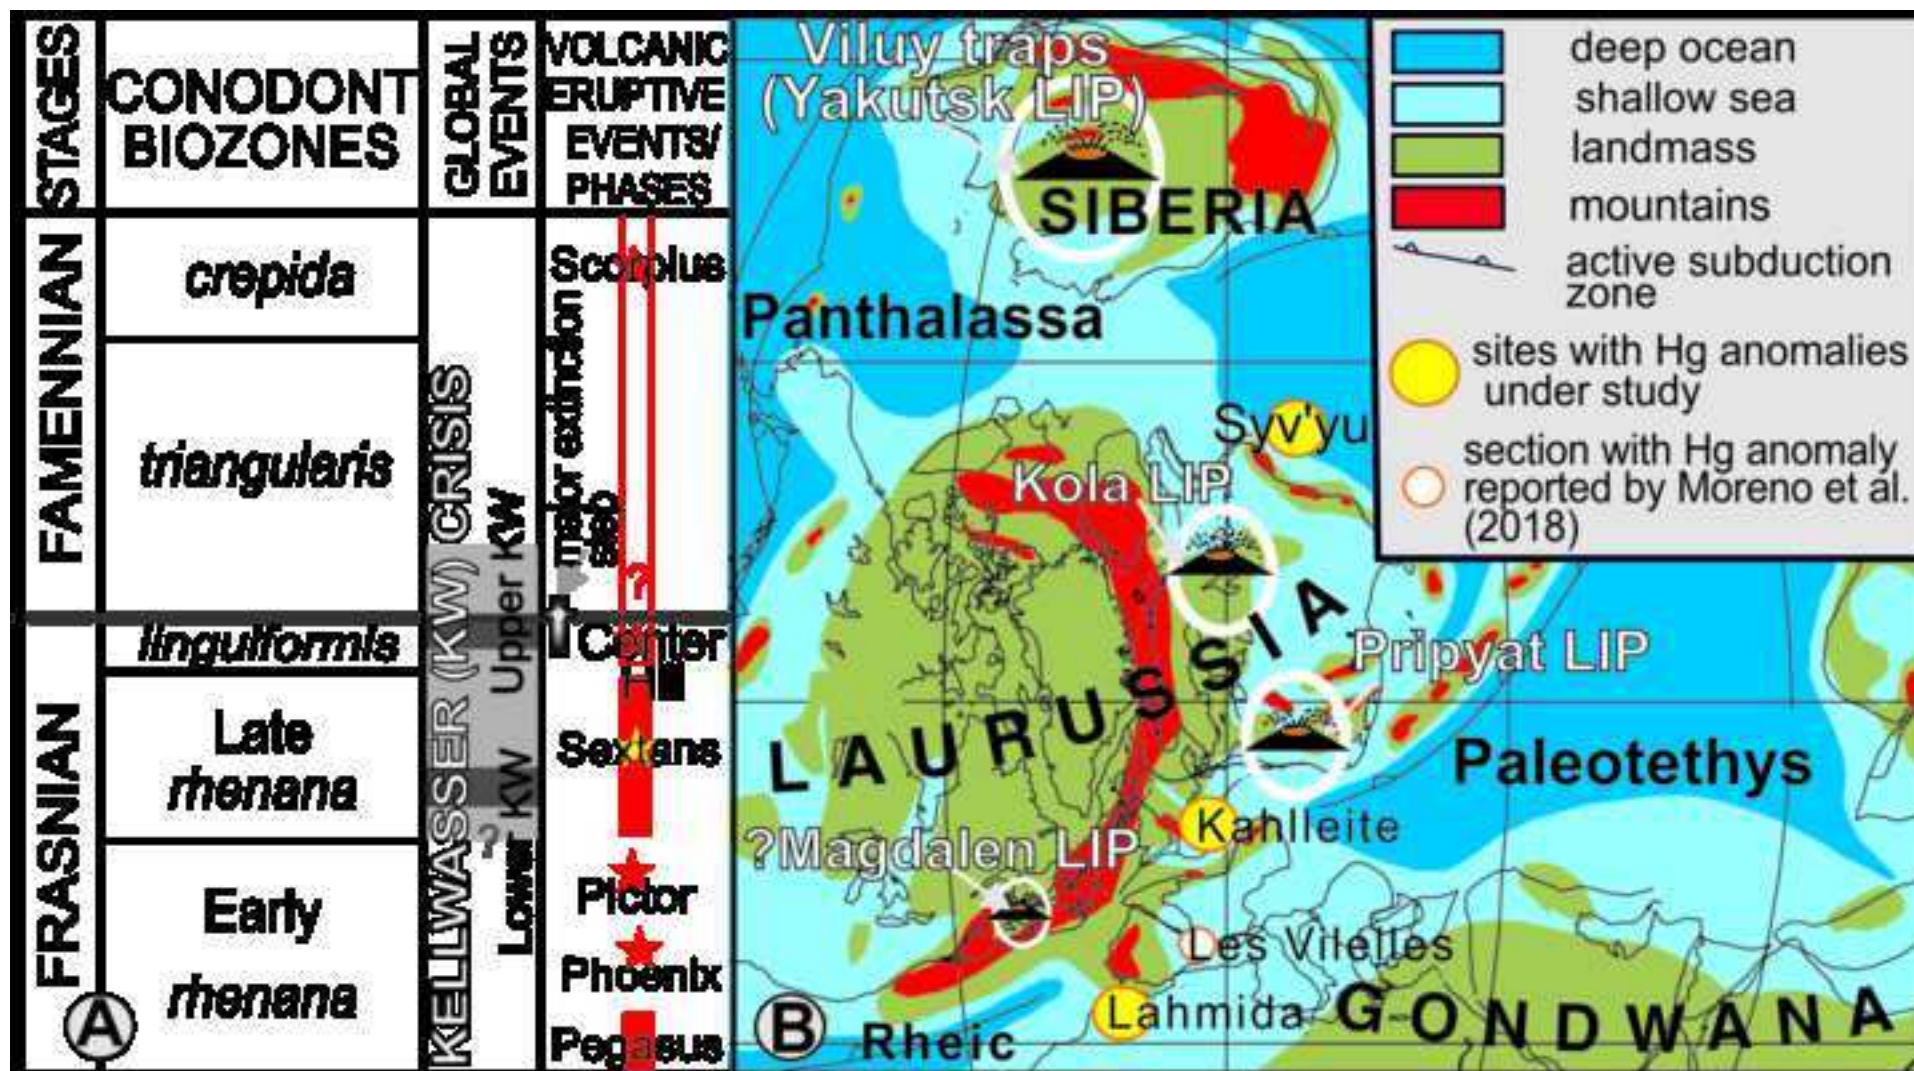 STAGES
CONODONT
BIOZONES
GLOBAL
EVENTS
VOLCANIC
ERUPTIVE
EVENTS/
PHASES
FAMENNIAN
FRASNIAN
crepida
triangularis
linguiformis
Late
rhenana
Early
rhenana
KELLWASSER (KW) CRISIS
Upper KW
?
Lower KW
major extinction
step
Scorpius
?
Center
Hill
Sextans
Pictor
Phoenix
Pegasus
A
Viluy traps
(Yakutsk LIP)
SIBERIA
Panthalassa
Syv'yu
Kola LIP
LAURUSSIA
Pripyat LIP
Paleotethys
Kahlleite
?Magdalen LIP
Les Vilelles
Lahmida
GONDWANA
B
Rheic
deep ocean
shallow sea
landmass
mountains
active subduction
zone
sites with Hg anomalies
under study
section with Hg anomaly
reported by Moreno et al.
(2018)